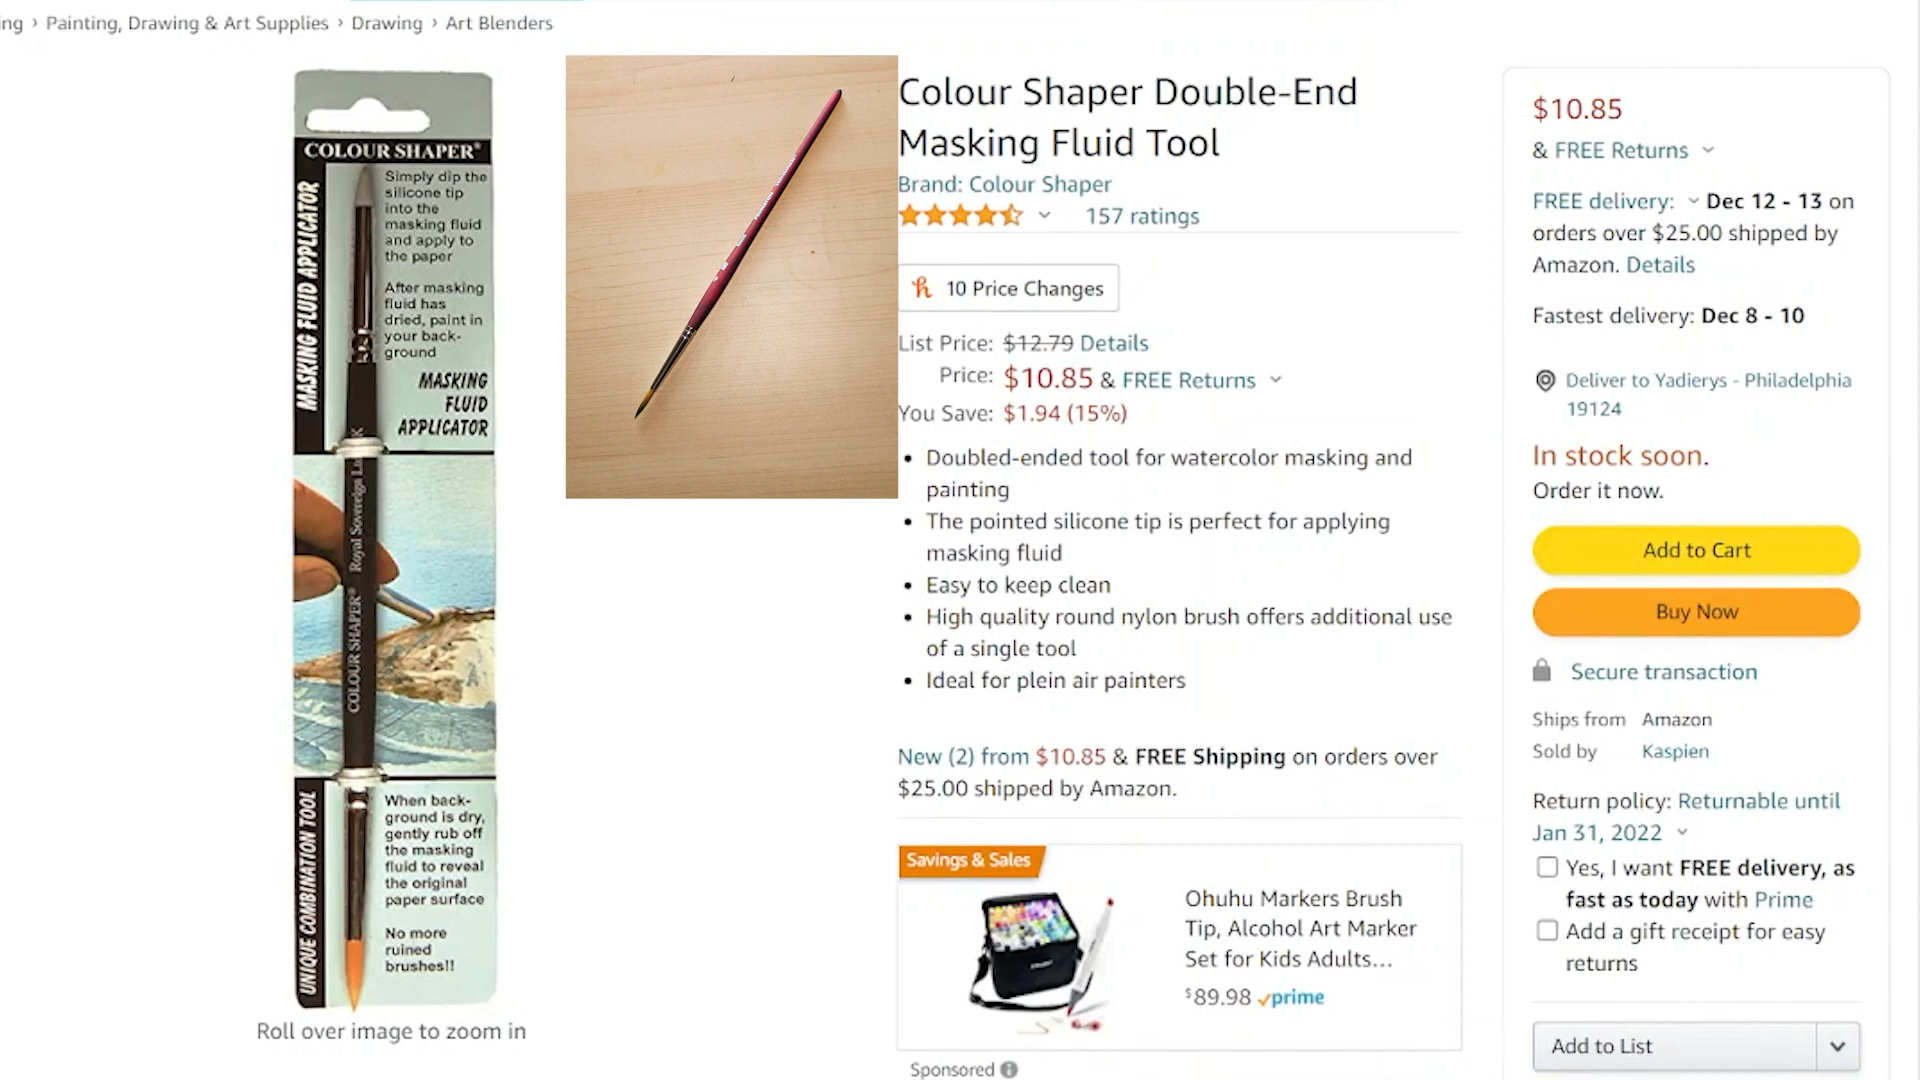 ing › Painting, Drawing & Art Supplies › Drawing › Art Blenders
COLOUR SHAPER®
MASKING FLUID APPLICATOR
Simply dip the
silicone tip
into the
masking fluid
and apply to
the paper
After masking
fluid has
dried, paint in
your back-
ground
MASKING
FLUID
APPLICATOR
COLOUR SHAPER® Royal Sovereign
UNIQUE COMBINATION TOOL
When back-
ground is dry,
gently rub off
the masking
fluid to reveal
the original
paper surface
No more
ruined
brushes!!
Roll over image to zoom in
Colour Shaper Double-End
Masking Fluid Tool
Brand: Colour Shaper
157 ratings
10 Price Changes
List Price: $12.79 Details
Price: $10.85 & FREE Returns
You Save: $1.94 (15%)
• Doubled-ended tool for watercolor masking and
painting
• The pointed silicone tip is perfect for applying
masking fluid
• Easy to keep clean
• High quality round nylon brush offers additional use
of a single tool
• Ideal for plein air painters
New (2) from $10.85 & FREE Shipping on orders over
$25.00 shipped by Amazon.
Savings & Sales
Ohuhu Markers Brush
Tip, Alcohol Art Marker
Set for Kids Adults...
$89.98 prime
Sponsored
$10.85
& FREE Returns
FREE delivery: Dec 12 - 13 on
orders over $25.00 shipped by
Amazon. Details
Fastest delivery: Dec 8 - 10
Deliver to Yadierys - Philadelphia
19124
In stock soon.
Order it now.
Add to Cart
Buy Now
Secure transaction
Ships from Amazon
Sold by Kaspien
Return policy: Returnable until
Jan 31, 2022
Yes, I want FREE delivery, as
fast as today with Prime
Add a gift receipt for easy
returns
Add to List